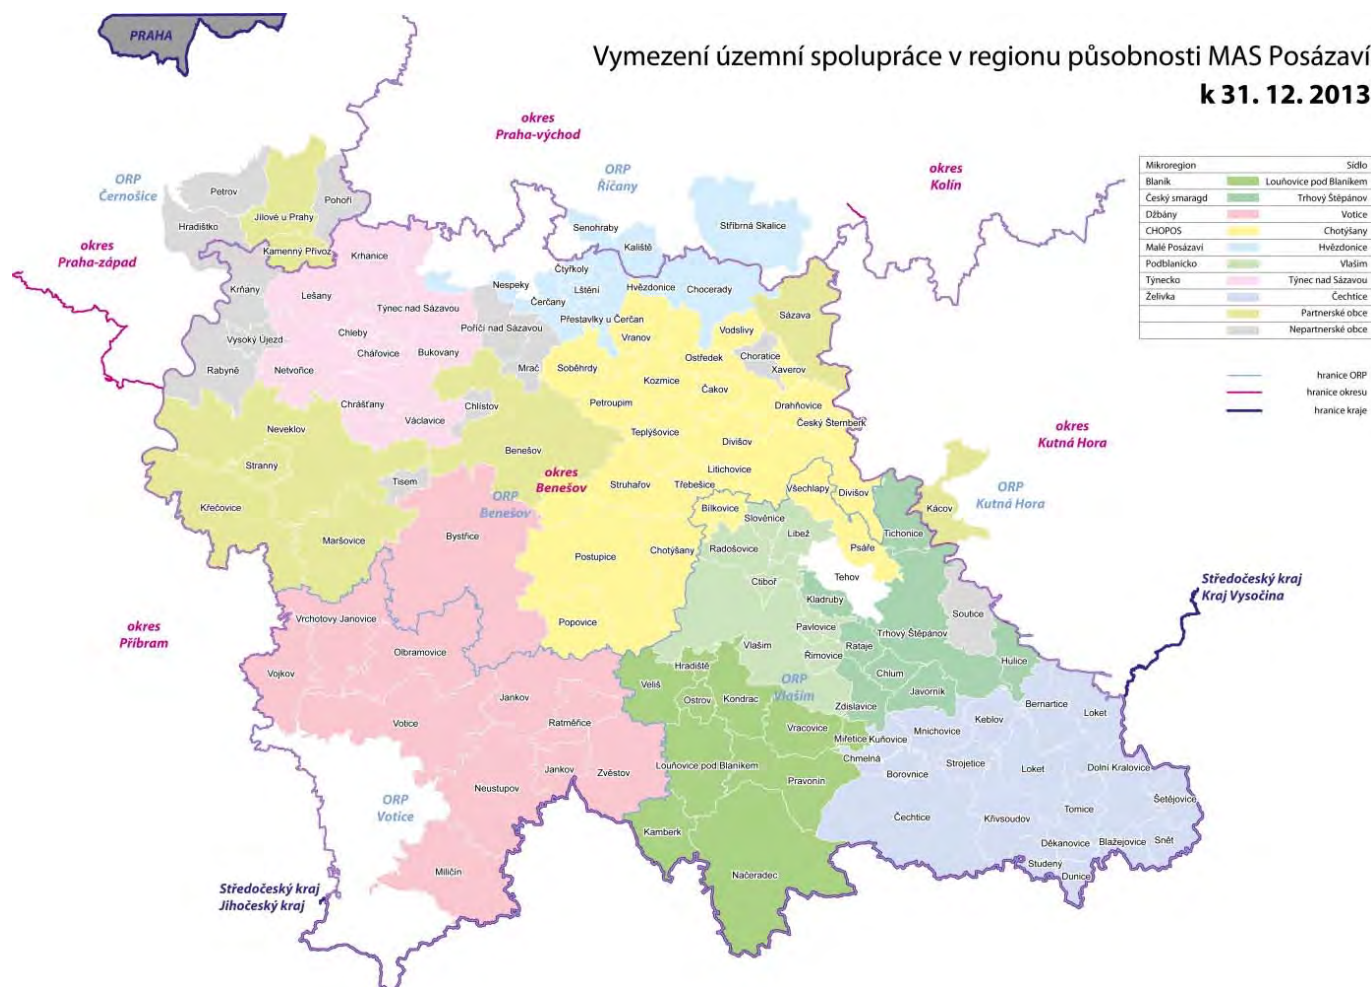 PRAHA
Vymezení územní spolupráce v regionu působnosti MAS Posázaví
k 31. 12. 2013
okres
Praha-východ
ORP
Říčany
okres
Kolín
ORP
Černošice
okres
Praha-západ
Mikroregion Sídlo
Blaník Louňovice pod Blaníkem
Český smaragd Trhový Štěpánov
Džbány Votice
CHOPOS Chotýšany
Malé Posázaví Hvězdonice
Podblanicko Vlašim
Týnecko Týnec nad Sázavou
Želivka Čechtice
Partnerské obce
Nepartnerské obce
hranice ORP
hranice okresu
hranice kraje
Petrov
Pohoří
Jílové u Prahy
Hradištko
Kamenný Přívoz
Senohraby
Kaliště
Stříbrná Skalice
Krhanice
Krňany
Lešany
Týnec nad Sázavou
Nespeky
Čtyřkoly
Lštění
Hvězdonice
Chocerady
Čerčany
Přestavlky u Čerčan
Sázava
Vysoký Újezd
Chleby
Poříčí nad Sázavou
Vranov
Vodslivy
Rabyně
Netvořice
Chářovice
Bukovany
Mrač
Soběhrdy
Ostředek
Choratice
Xaverov
Kozmice
Čakov
Chrášťany
Václavice
Chlístov
Petroupim
Drahňovice
Český Šternberk
Neveklov
Teplýšovice
Divišov
Stranný
Benešov
okres
Benešov
ORP
Benešov
Tisem
Struhařov
Třebešice
Litichovice
Všechlapy
Divišov
okres
Kutná Hora
ORP
Kutná Hora
Kácov
Křečovice
Maršovice
Bystřice
Bílkovice
Slověnice
Libež
Tichonice
Postupice
Chotýšany
Radošovice
Psáře
Ctiboř
Tehov
Středočeský kraj
Kraj Vysočina
okres
Příbram
Vrchotovy Janovice
Popovice
Kladruby
Soutice
Pavlovice
Trhový Štěpánov
Olbramovice
Vlašim
Římovice
Rataje
Vojkov
Veliš
Hradiště
ORP
Vlašim
Chlum
Hulice
Jankov
Ostrov
Kondrac
Zdislavice
Javorník
Bernartice
Loket
Votice
Ratměřice
Vracovice
Miřetice
Kuňovice
Mnichovice
Keblov
Chmelná
Jankov
Zvěstov
Louňovice pod Blaníkem
Pravonín
Borovnice
Strojetice
Loket
Dolní Kralovice
Neustupov
ORP
Votice
Šetějovice
Kamberk
Čechtice
Křivsoudov
Tomice
Děkanovice
Blažejovice
Snět
Miličín
Načeradec
Studený
Dunice
Středočeský kraj
Jihočeský kraj